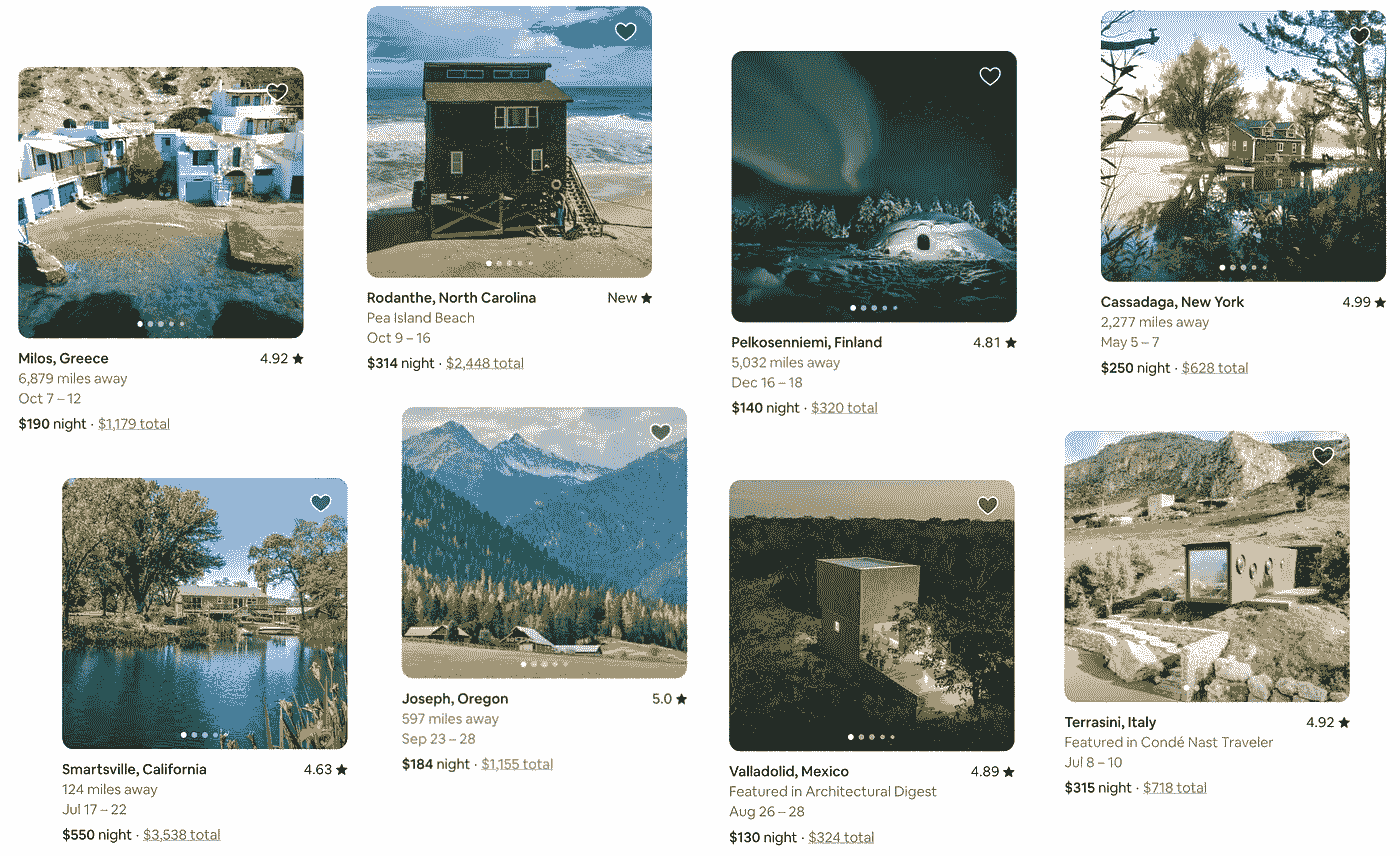 Milos, Greece 4.92 ★
6,879 miles away
Oct 7 – 12
$190 night · $1,179 total
Rodanthe, North Carolina New ★
Pea Island Beach
Oct 9 – 16
$314 night · $2,448 total
Pelkosenniemi, Finland 4.81 ★
5,032 miles away
Dec 16 – 18
$140 night · $320 total
Cassadaga, New York 4.99 ★
2,277 miles away
May 5 – 7
$250 night · $628 total
Smartsville, California 4.63 ★
124 miles away
Jul 17 – 22
$550 night · $3,538 total
Joseph, Oregon 5.0 ★
597 miles away
Sep 23 – 28
$184 night · $1,155 total
Valladolid, Mexico 4.89 ★
Featured in Architectural Digest
Aug 26 – 28
$130 night · $324 total
Terrasini, Italy 4.92 ★
Featured in Condé Nast Traveler
Jul 8 – 10
$315 night · $718 total